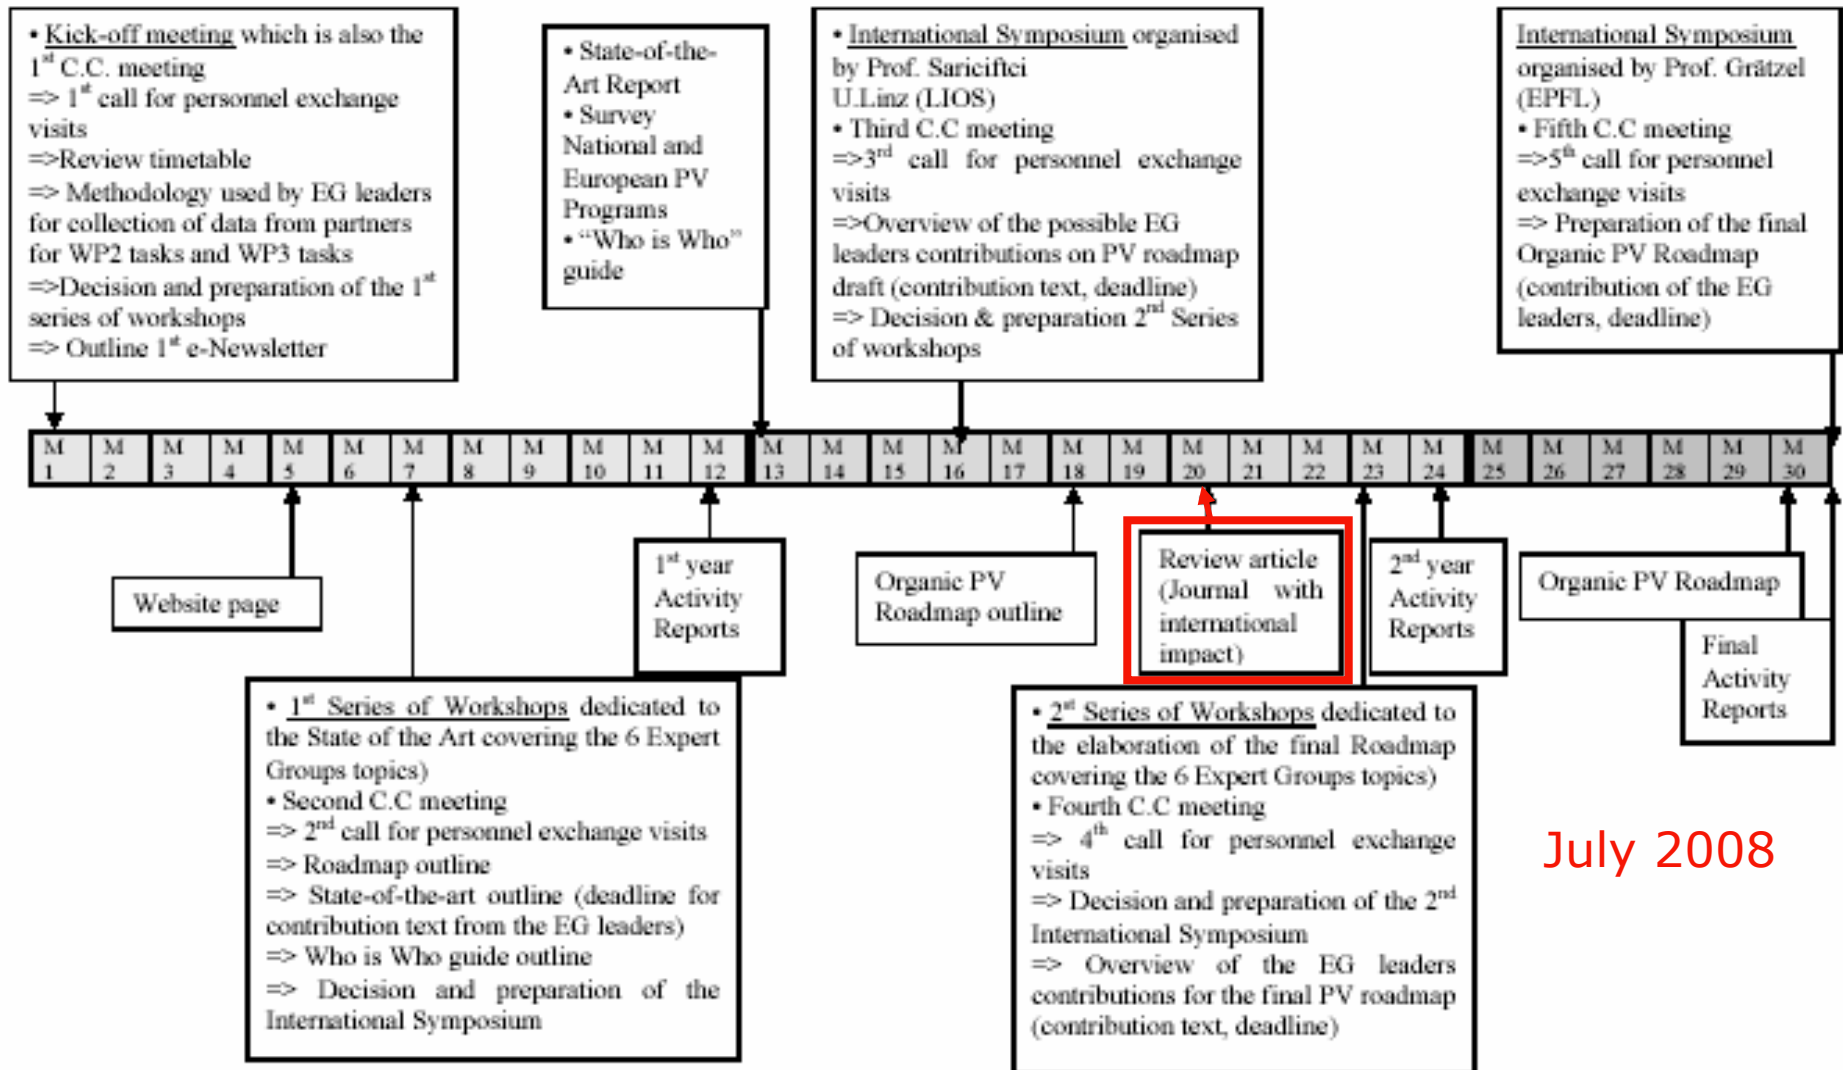 • Kick-off meeting which is also the
1st C.C. meeting
=> 1st call for personnel exchange
visits
=>Review timetable
=> Methodology used by EG leaders
for collection of data from partners
for WP2 tasks and WP3 tasks
=>Decision and preparation of the 1st
series of workshops
=> Outline 1st e-Newsletter
• State-of-the-
Art Report
• Survey
National and
European PV
Programs
• “Who is Who”
guide
• International Symposium organised
by Prof. Sariciftci
U.Linz (LIOS)
• Third C.C meeting
=>3rd call for personnel exchange
visits
=>Overview of the possible EG
leaders contributions on PV roadmap
draft (contribution text, deadline)
=> Decision & preparation 2nd Series
of workshops
International Symposium
organised by Prof. Grätzel
(EPFL)
• Fifth C.C meeting
=>5th call for personnel
exchange visits
=> Preparation of the final
Organic PV Roadmap
(contribution of the EG
leaders, deadline)
M M M M M M M M M M M M M M M M M M M M M M M M M M M M M M
1 2 3 4 5 6 7 8 9 10 11 12 13 14 15 16 17 18 19 20 21 22 23 24 25 26 27 28 29 30
Website page
1st year
Activity
Reports
Organic PV
Roadmap outline
Review article
(Journal with
international
impact)
2nd year
Activity
Reports
Organic PV Roadmap
Final
Activity
Reports
• 1st Series of Workshops dedicated to
the State of the Art covering the 6 Expert
Groups topics)
• Second C.C meeting
=> 2nd call for personnel exchange visits
=> Roadmap outline
=> State-of-the-art outline (deadline for
contribution text from the EG leaders)
=> Who is Who guide outline
=> Decision and preparation of the
International Symposium
• 2st Series of Workshops dedicated to
the elaboration of the final Roadmap
covering the 6 Expert Groups topics)
• Fourth C.C meeting
=> 4th call for personnel exchange
visits
=> Decision and preparation of the 2nd
International Symposium
=> Overview of the EG leaders
contributions for the final PV roadmap
(contribution text, deadline)
July 2008